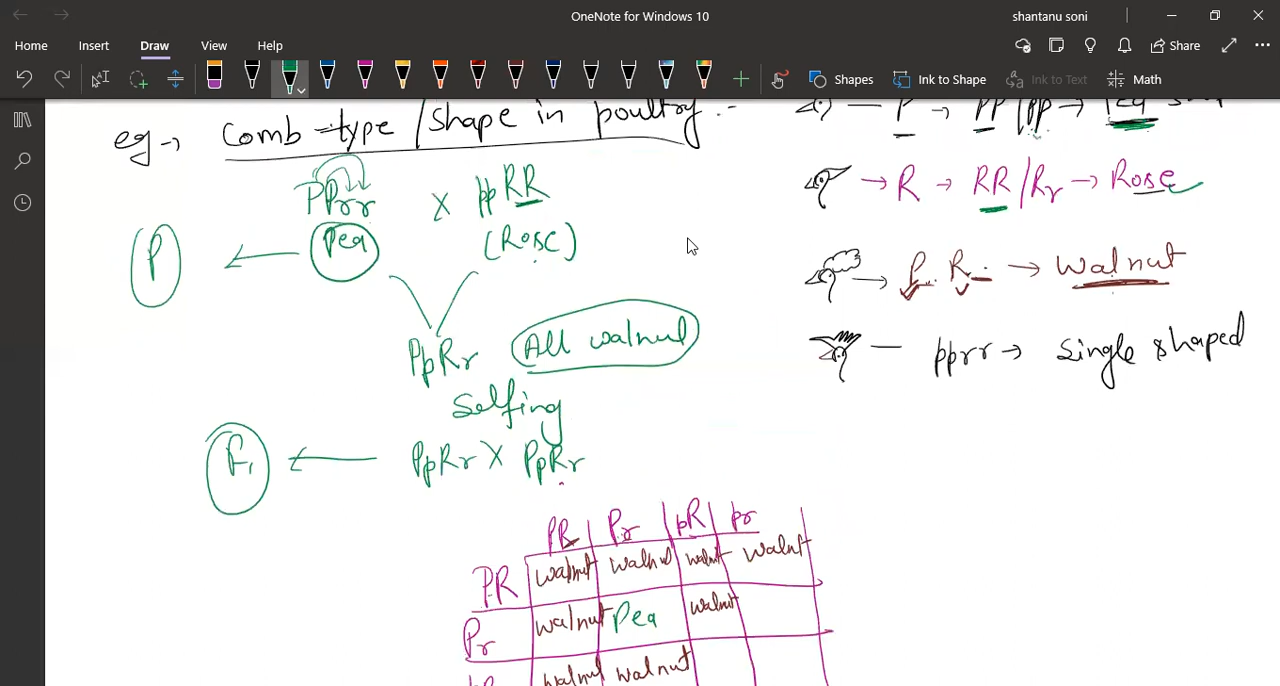 OneNote for Windows 10
shantanu soni
Home Insert Draw View Help
Share
Shapes
Ink to Shape
Ink to Text
Math
eg → Comb-type/shape in poultry :-
PPrr X ppRR
Pea
(Rose)
P
PpRr
All walnut
Selfing
F1 ← PpRr X PpRr
PR Pr pR pr
PR walnut walnut walnut walnut
Pr walnut Pea walnut
walnut walnut
— P → PP/Pp →
→ R → RR/Rr → Rose
→ P R → walnut
— pprr → single shaped